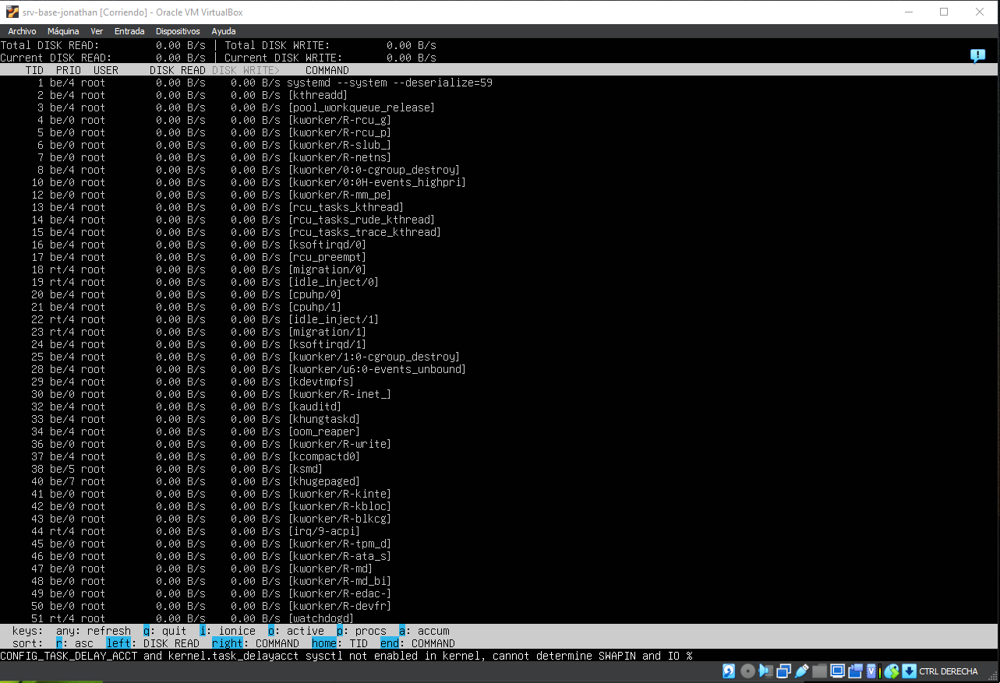 srv-base-jonathan [Corriendo] - Oracle VM VirtualBox
Archivo Máquina Ver Entrada Dispositivos Ayuda
Total DISK READ: 0.00 B/s | Total DISK WRITE: 0.00 B/s
Current DISK READ: 0.00 B/s | Current DISK WRITE: 0.00 B/s
TID PRIO USER DISK READ DISK WRITE> COMMAND
1 be/4 root 0.00 B/s 0.00 B/s systemd --system --deserialize=59
2 be/4 root 0.00 B/s 0.00 B/s [kthreadd]
3 be/4 root 0.00 B/s 0.00 B/s [pool_workqueue_release]
4 be/0 root 0.00 B/s 0.00 B/s [kworker/R-rcu_g]
5 be/0 root 0.00 B/s 0.00 B/s [kworker/R-rcu_p]
6 be/0 root 0.00 B/s 0.00 B/s [kworker/R-slub_]
7 be/0 root 0.00 B/s 0.00 B/s [kworker/R-netns]
8 be/4 root 0.00 B/s 0.00 B/s [kworker/0:0-cgroup_destroy]
10 be/0 root 0.00 B/s 0.00 B/s [kworker/0:0H-events_highpri]
12 be/0 root 0.00 B/s 0.00 B/s [kworker/R-mm_pe]
13 be/4 root 0.00 B/s 0.00 B/s [rcu_tasks_kthread]
14 be/4 root 0.00 B/s 0.00 B/s [rcu_tasks_rude_kthread]
15 be/4 root 0.00 B/s 0.00 B/s [rcu_tasks_trace_kthread]
16 be/4 root 0.00 B/s 0.00 B/s [ksoftirqd/0]
17 be/4 root 0.00 B/s 0.00 B/s [rcu_preempt]
18 rt/4 root 0.00 B/s 0.00 B/s [migration/0]
19 rt/4 root 0.00 B/s 0.00 B/s [idle_inject/0]
20 be/4 root 0.00 B/s 0.00 B/s [cpuhp/0]
21 be/4 root 0.00 B/s 0.00 B/s [cpuhp/1]
22 rt/4 root 0.00 B/s 0.00 B/s [idle_inject/1]
23 rt/4 root 0.00 B/s 0.00 B/s [migration/1]
24 be/4 root 0.00 B/s 0.00 B/s [ksoftirqd/1]
25 be/4 root 0.00 B/s 0.00 B/s [kworker/1:0-cgroup_destroy]
28 be/4 root 0.00 B/s 0.00 B/s [kworker/u6:0-events_unbound]
29 be/4 root 0.00 B/s 0.00 B/s [kdevtmpfs]
30 be/0 root 0.00 B/s 0.00 B/s [kworker/R-inet_]
32 be/4 root 0.00 B/s 0.00 B/s [kauditd]
33 be/4 root 0.00 B/s 0.00 B/s [khungtaskd]
34 be/4 root 0.00 B/s 0.00 B/s [oom_reaper]
36 be/0 root 0.00 B/s 0.00 B/s [kworker/R-write]
37 be/4 root 0.00 B/s 0.00 B/s [kcompactd0]
38 be/5 root 0.00 B/s 0.00 B/s [ksmd]
40 be/7 root 0.00 B/s 0.00 B/s [khugepaged]
41 be/0 root 0.00 B/s 0.00 B/s [kworker/R-kinte]
42 be/0 root 0.00 B/s 0.00 B/s [kworker/R-kbloc]
43 be/0 root 0.00 B/s 0.00 B/s [kworker/R-blkcg]
44 rt/4 root 0.00 B/s 0.00 B/s [irq/9-acpi]
45 be/0 root 0.00 B/s 0.00 B/s [kworker/R-tpm_d]
46 be/0 root 0.00 B/s 0.00 B/s [kworker/R-ata_s]
47 be/0 root 0.00 B/s 0.00 B/s [kworker/R-md]
48 be/0 root 0.00 B/s 0.00 B/s [kworker/R-md_bi]
49 be/0 root 0.00 B/s 0.00 B/s [kworker/R-edac-]
50 be/0 root 0.00 B/s 0.00 B/s [kworker/R-devfr]
51 rt/4 root 0.00 B/s 0.00 B/s [watchdogd]
keys: any: refresh q: quit i: ionice o: active p: procs a: accum
sort: r: asc left: DISK READ right: COMMAND home: TID end: COMMAND
CONFIG_TASK_DELAY_ACCT and kernel.task_delayacct sysctl not enabled in kernel, cannot determine SWAPIN and IO %
CTRL DERECHA